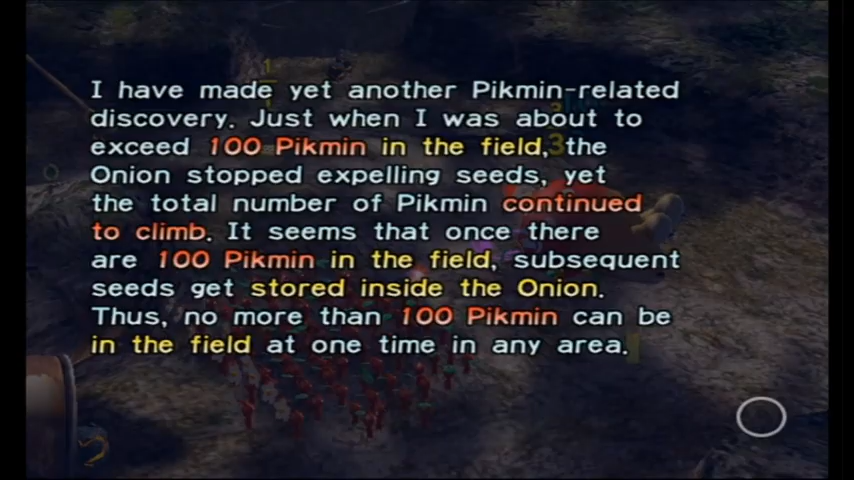 I have made yet another Pikmin-related
discovery. Just when I was about to
exceed 100 Pikmin in the field, the
Onion stopped expelling seeds, yet
the total number of Pikmin continued
to climb. It seems that once there
are 100 Pikmin in the field, subsequent
seeds get stored inside the Onion.
Thus, no more than 100 Pikmin can be
in the field at one time in any area.